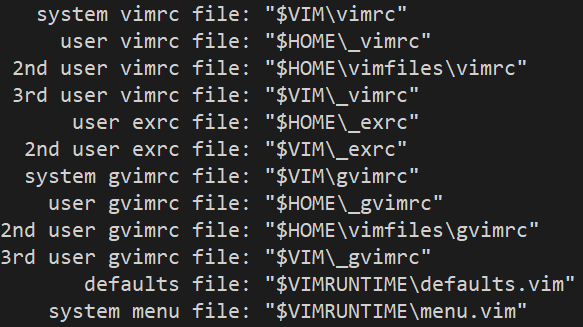 system vimrc file: "$VIM\vimrc"
user vimrc file: "$HOME\_vimrc"
2nd user vimrc file: "$HOME\vimfiles\vimrc"
3rd user vimrc file: "$VIM\_vimrc"
user exrc file: "$HOME\_exrc"
2nd user exrc file: "$VIM\_exrc"
system gvimrc file: "$VIM\gvimrc"
user gvimrc file: "$HOME\_gvimrc"
2nd user gvimrc file: "$HOME\vimfiles\gvimrc"
3rd user gvimrc file: "$VIM\_gvimrc"
defaults file: "$VIMRUNTIME\defaults.vim"
system menu file: "$VIMRUNTIME\menu.vim"